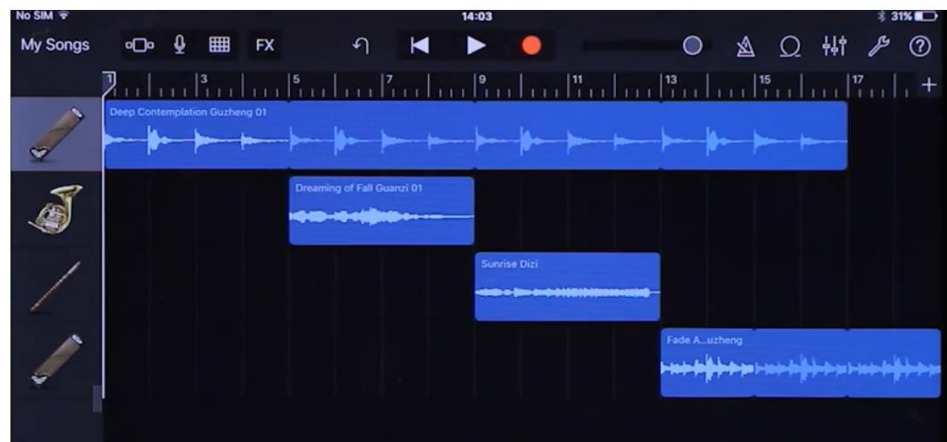 No SIM 14:03 31%
My Songs FX
1 3 5 7 9 11 13 15 17
Deep Contemplation Guzheng 01
Dreaming of Fall Guanzi 01
Sunrise Dizi
Fade A...uzheng